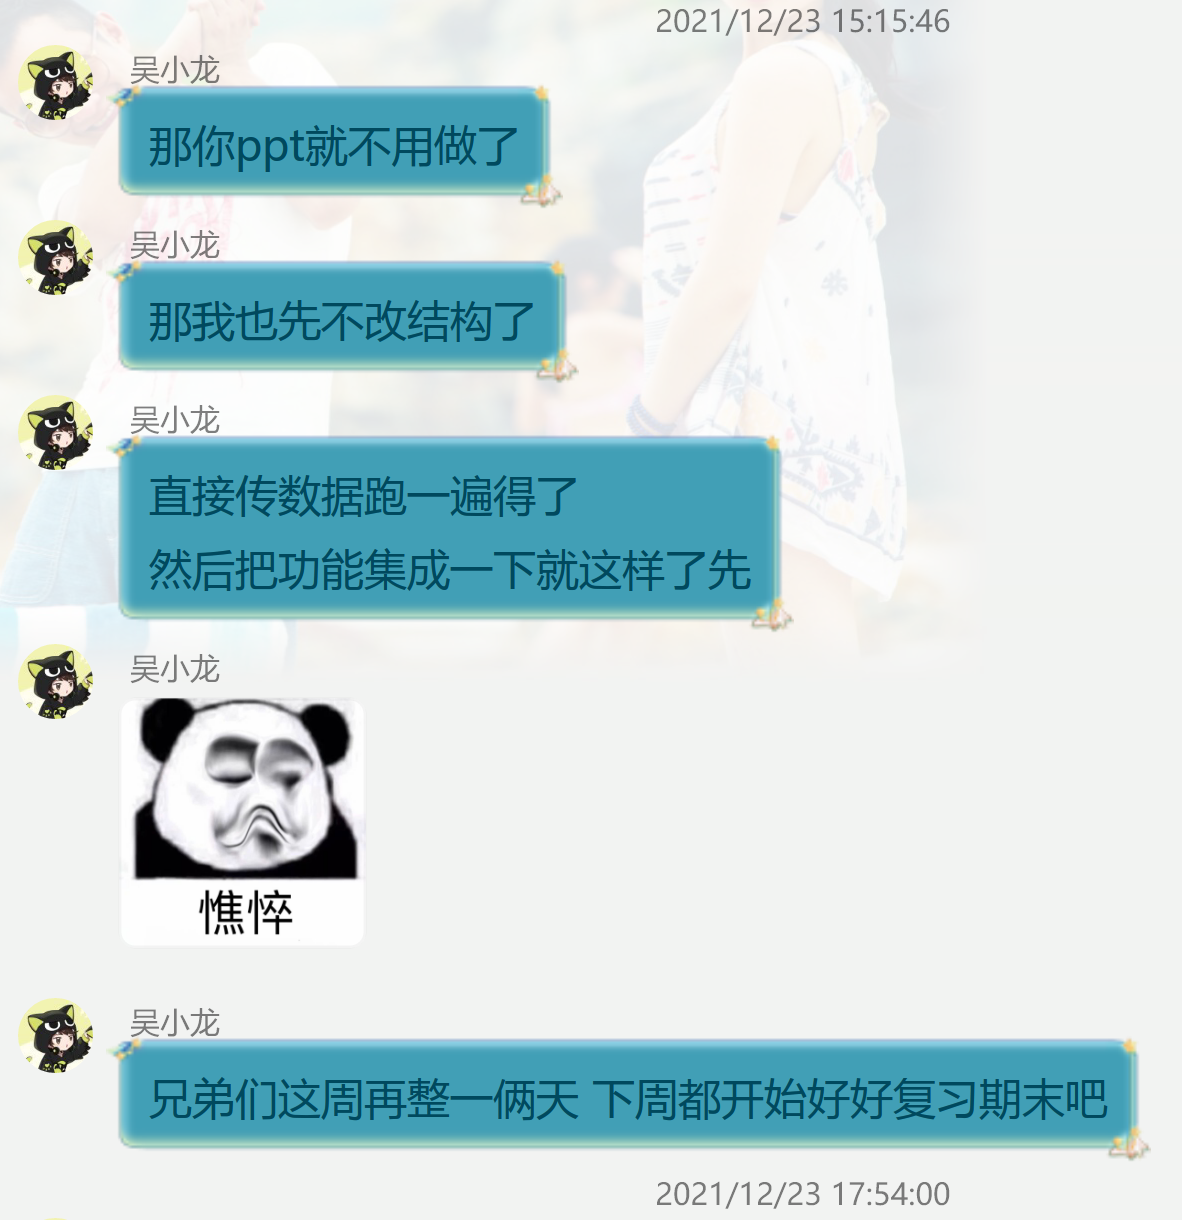 2021/12/23 15:15:46
吴小龙
那你ppt就不用做了
吴小龙
那我也先不改结构了
吴小龙
直接传数据跑一遍得了
然后把功能集成一下就这样了先
吴小龙
憔悴
吴小龙
兄弟们这周再整一俩天 下周都开始好好复习期末吧
2021/12/23 17:54:00